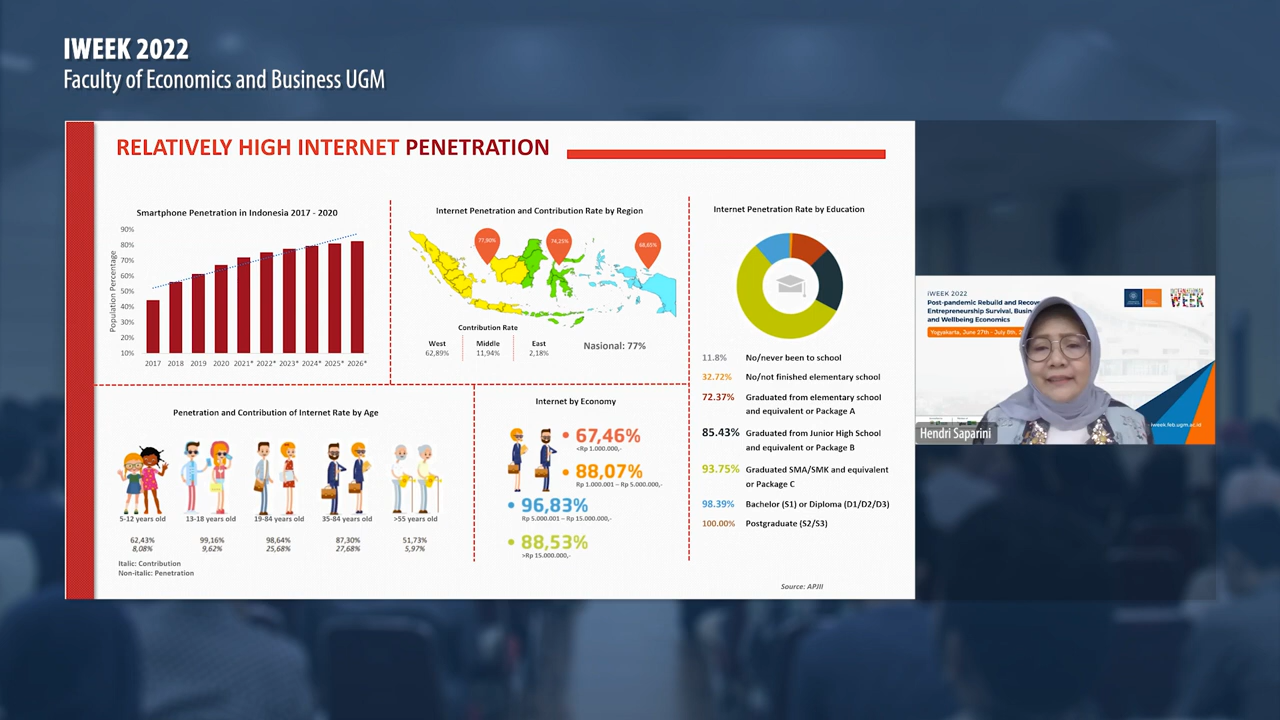 IWEEK 2022
Faculty of Economics and Business UGM
RELATIVELY HIGH INTERNET PENETRATION
Smartphone Penetration in Indonesia 2017 - 2020
Population Percentage
90%
80%
70%
60%
50%
40%
30%
20%
10%
2017 2018 2019 2020 2021* 2022* 2023* 2024* 2025* 2026*
Internet Penetration and Contribution Rate by Region
77,00%
74,21%
68,65%
Contribution Rate
West Middle East
62,89% 11,94% 2,18%
Nasional: 77%
Internet Penetration Rate by Education
11.8% No/never been to school
32.72% No/not finished elementary school
72.37% Graduated from elementary school
and equivalent or Package A
85.43% Graduated from Junior High School
and equivalent or Package B
93.75% Graduated SMA/SMK and equivalent
or Package C
98.39% Bachelor (S1) or Diploma (D1/D2/D3)
100.00% Postgraduate (S2/S3)
Source: APJII
Penetration and Contribution of Internet Rate by Age
5-12 years old 13-18 years old 19-84 years old 35-84 years old >55 years old
62,43% 99,16% 98,64% 87,30% 51,73%
8,08% 9,62% 25,68% 27,68% 5,97%
Italic: Contribution
Non-italic: Penetration
Internet by Economy
• 67,46%
<Rp 1.000.000,-
• 88,07%
Rp 1.000.001 – Rp 5.000.000,-
• 96,83%
Rp 5.000.001 – Rp 15.000.000,-
• 88,53%
>Rp 15.000.000,-
iWEEK 2022
Post-pandemic Rebuild and Recov
Entrepreneurship Survival, Busin
and Wellbeing Economics
Yogyakarta, June 27th - July 8th, 2
INTERNATIONAL
WEEK
iweek.feb.ugm.ac.id
Hendri Saparini